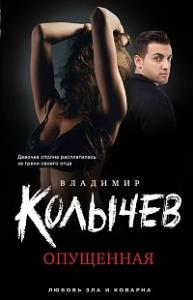 Девочка сполна расплатилась
за грехи своего отца
ВЛАДИМИР
КОЛЫЧЕВ
ОПУЩЕННАЯ
ЛЮБОВЬ ЗЛА И КОВАРНА